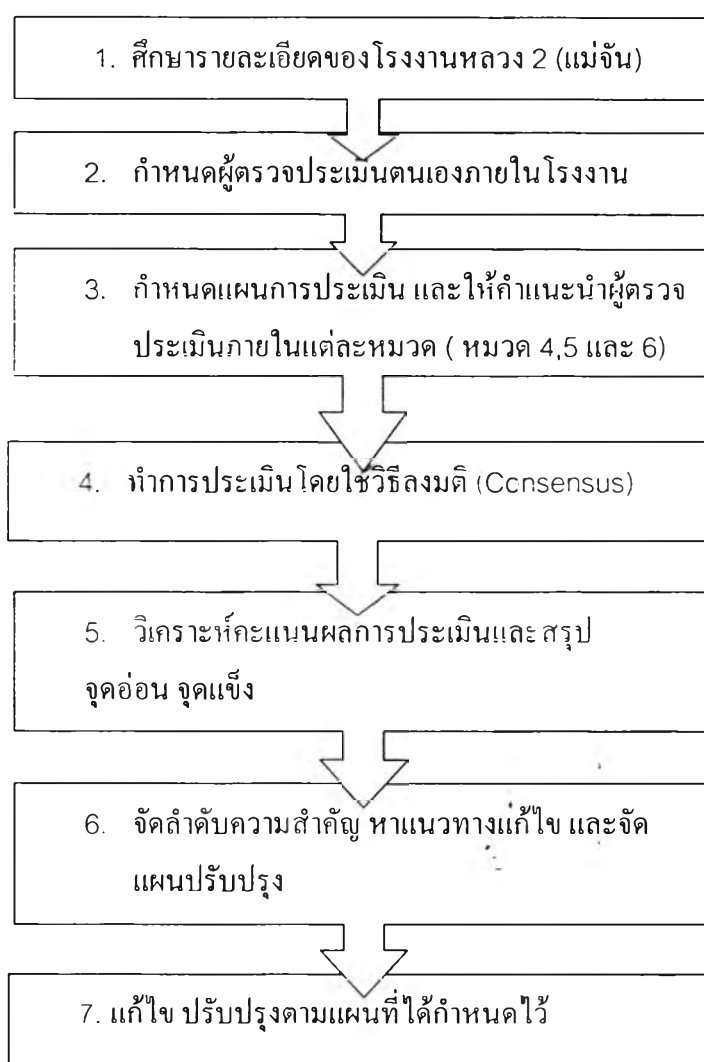 1. ศึกษารายละเอียดของโรงงานหลวง 2 (แม่จัน)
2. กำหนดผู้ตรวจประเมินตนเองภายในโรงงาน
3. กำหนดแผนการประเมิน และให้คำแนะนำผู้ตรวจ
ประเมินภายในแต่ละหมวด ( หมวด 4,5 และ 6)
4. ทำการประเมินโดยใช้วิธีลงมติ (Consensus)
5. วิเคราะห์คะแนนผลการประเมินและสรุป
จุดอ่อน จุดแข็ง
6. จัดลำดับความสำคัญ หาแนวทางแก้ไข และจัด
แผนปรับปรุง
7. แก้ไข ปรับปรุงตามแผนที่ได้กำหนดไว้